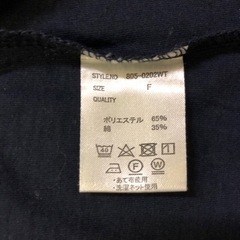 STYLENO 805-0202WT
SIZE F
QUALITY
ポリエステル 65%
綿 35%
40
F W
・あて布使用
・洗濯ネット使用